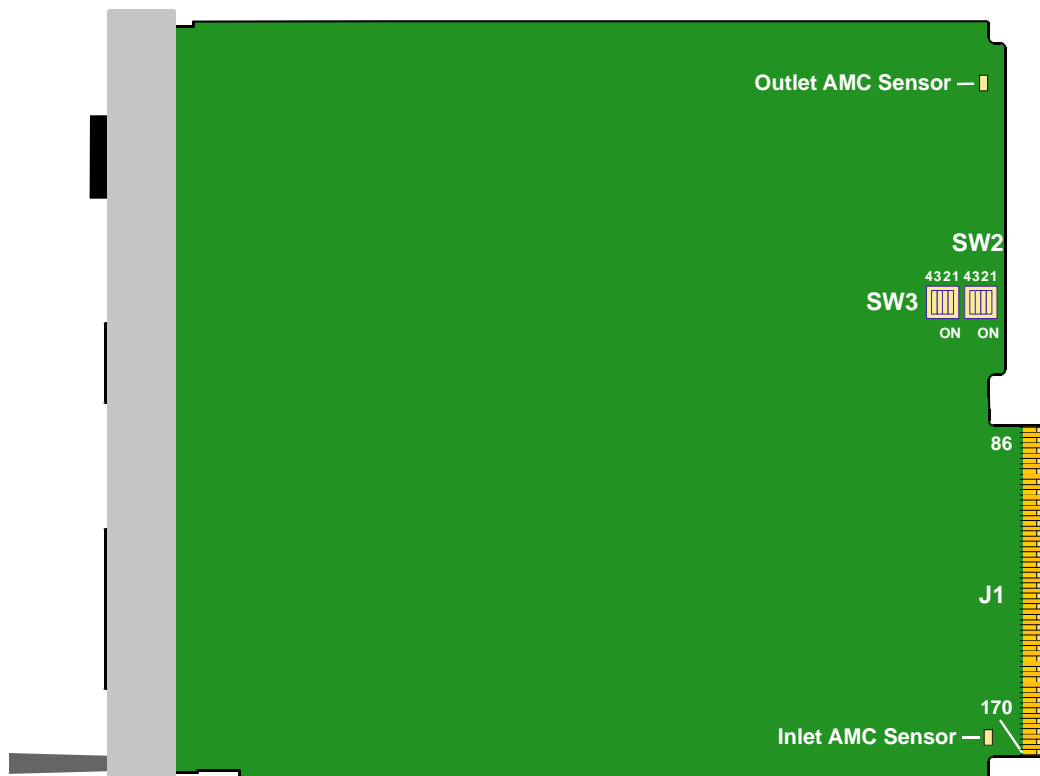 Outlet AMC Sensor
SW2
4321 4321
SW3
ON ON
86
J1
170
Inlet AMC Sensor